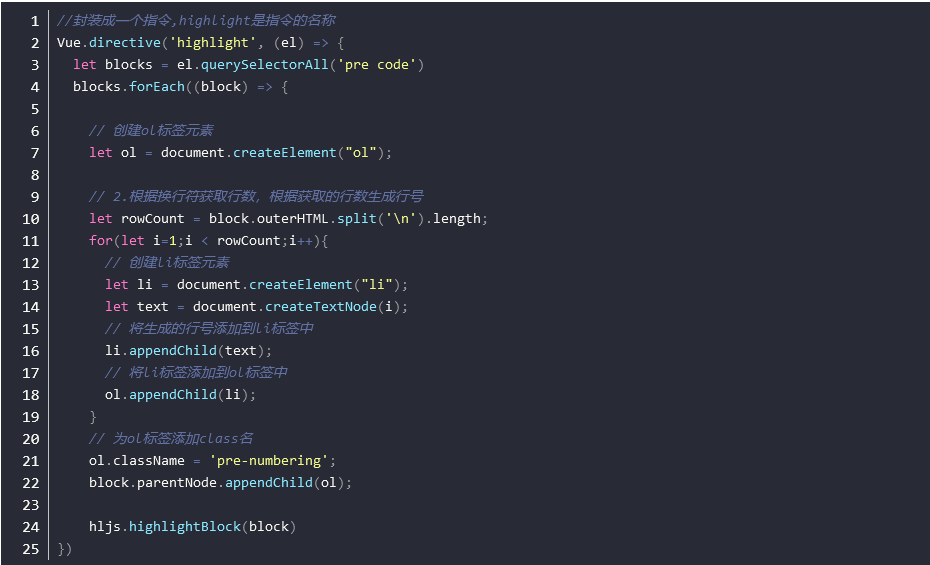 1 //封装成一个指令,highlight是指令的名称
2 Vue.directive('highlight', (el) => {
3   let blocks = el.querySelectorAll('pre code')
4   blocks.forEach((block) => {
5
6     // 创建ol标签元素
7     let ol = document.createElement("ol");
8
9     // 2.根据换行符获取行数，根据获取的行数生成行号
10     let rowCount = block.outerHTML.split('\n').length;
11     for(let i=1;i < rowCount;i++){
12       // 创建li标签元素
13       let li = document.createElement("li");
14       let text = document.createTextNode(i);
15       // 将生成的行号添加到li标签中
16       li.appendChild(text);
17       // 将li标签添加到ol标签中
18       ol.appendChild(li);
19     }
20     // 为ol标签添加class名
21     ol.className = 'pre-numbering';
22     block.parentNode.appendChild(ol);
23
24     hljs.highlightBlock(block)
25 })